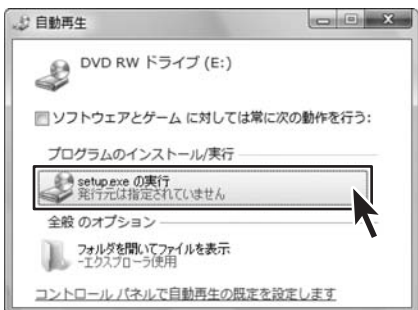 自動再生
DVD RW ドライブ (E:)
ソフトウェアとゲーム に対しては常に次の動作を行う:
プログラムのインストール/実行
setup.exe の実行
発行元は指定されていません
全般 のオプション
フォルダを開いてファイルを表示
-エクスプローラ使用
コントロール パネルで自動再生の既定を設定します